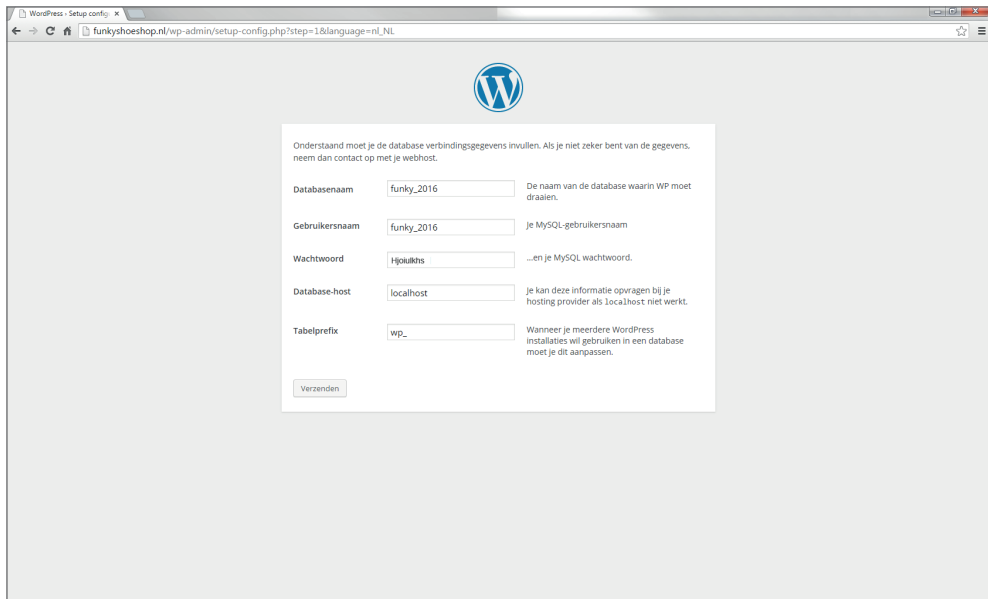 WordPress › Setup config
funkyshoeshop.nl/wp-admin/setup-config.php?step=1&language=nl_NL
Onderstaand moet je de database verbindingsgegevens invullen. Als je niet zeker bent van de gegevens,
neem dan contact op met je webhost.
Databasenaam
funky_2016
De naam van de database waarin WP moet
draaien.
Gebruikersnaam
funky_2016
Je MySQL-gebruikersnaam
Wachtwoord
Hjoiulkhs
...en je MySQL wachtwoord.
Database-host
localhost
Je kan deze informatie opvragen bij je
hosting provider als localhost niet werkt.
Tabelprefix
wp_
Wanneer je meerdere WordPress
installaties wil gebruiken in een database
moet je dit aanpassen.
Verzenden